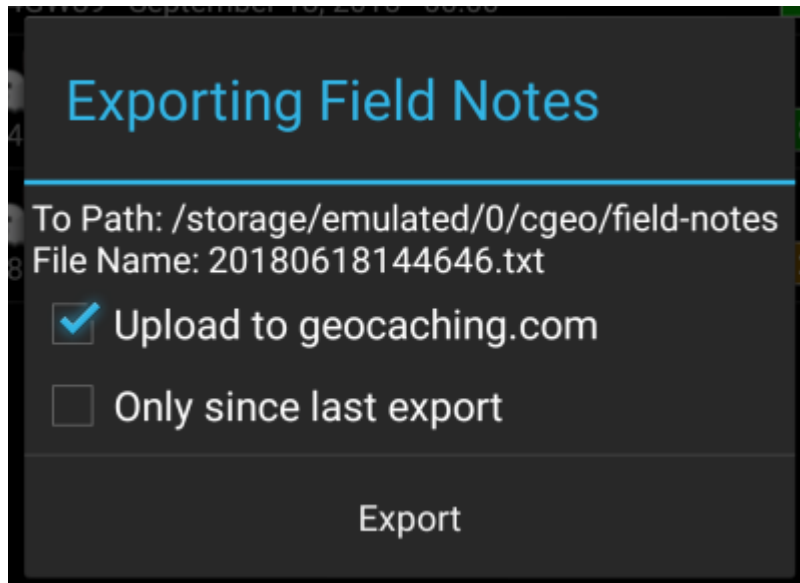 Exporting Field Notes
To Path: /storage/emulated/0/cgeo/field-notes
File Name: 20180618144646.txt
Upload to geocaching.com
Only since last export
Export